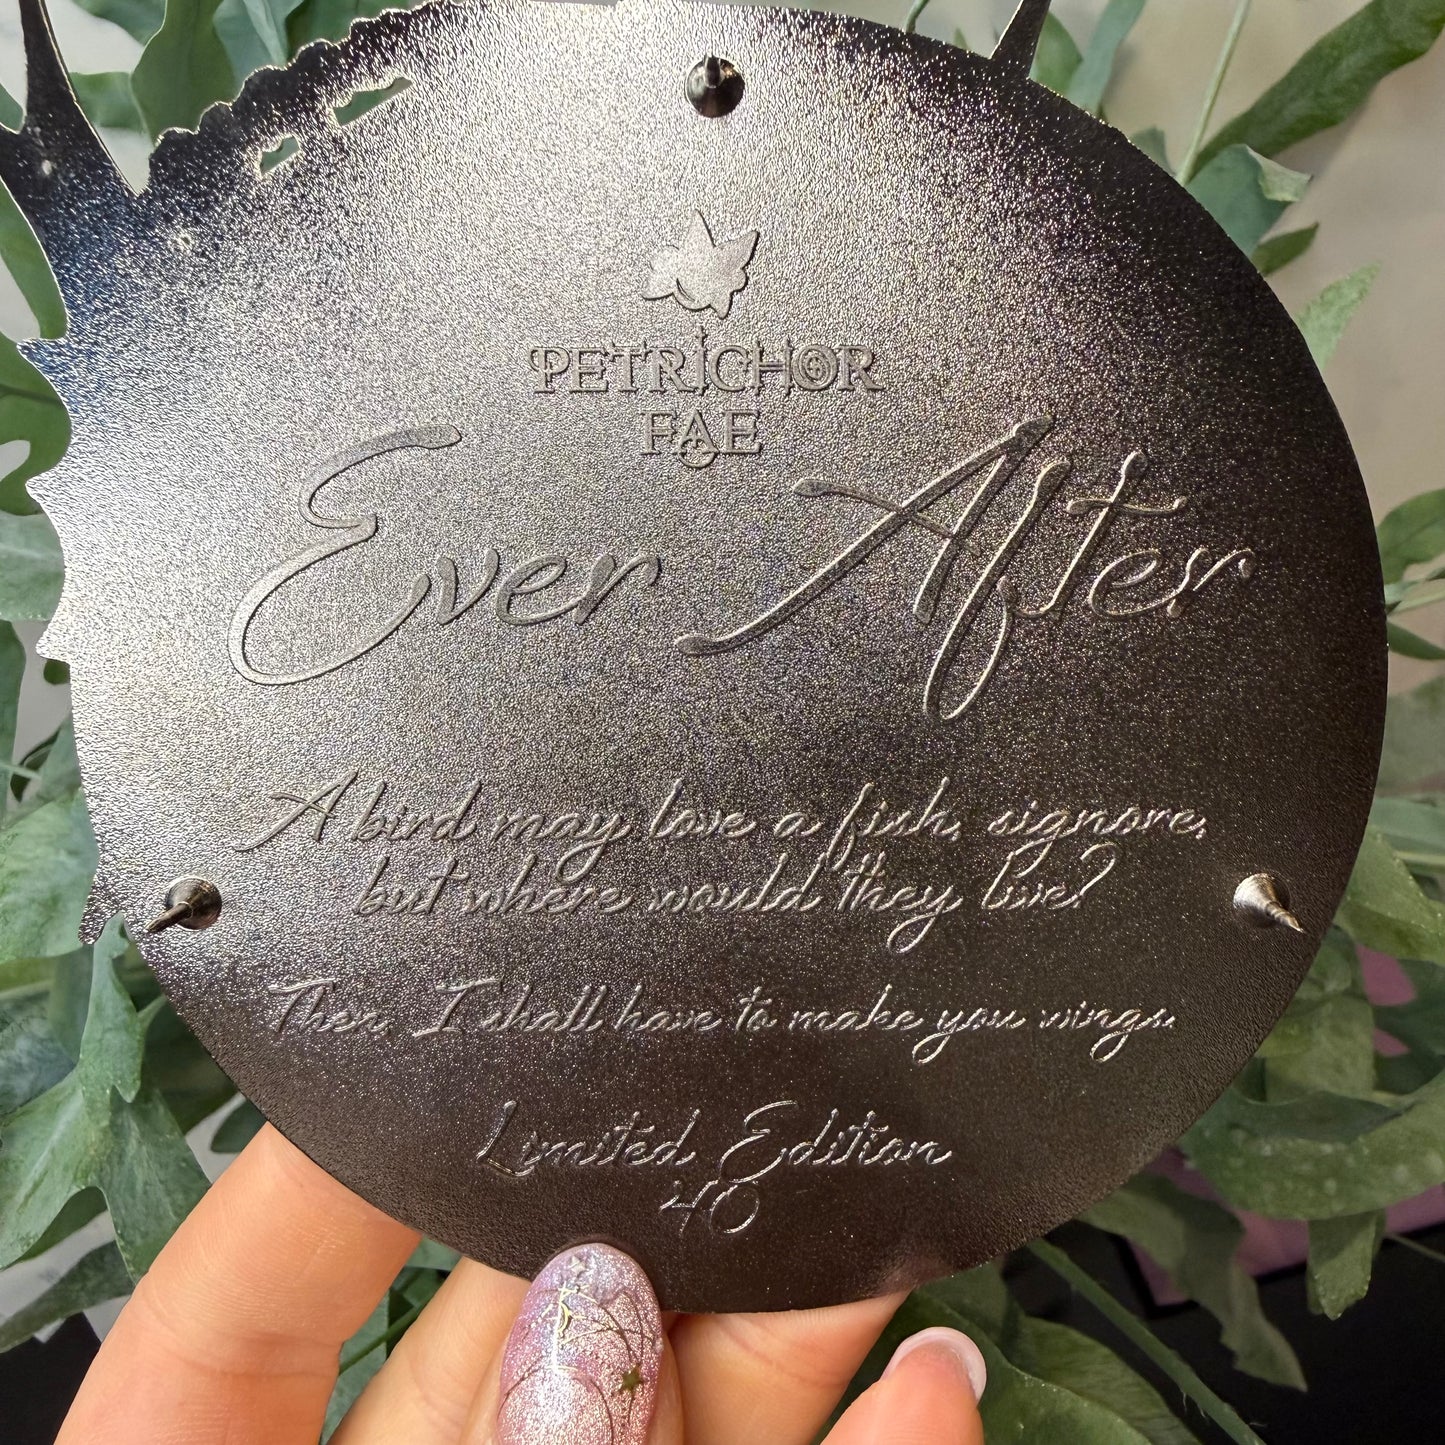 PETRICHOR
FAE
Ever After
A bird may love a fish, signore,
but where would they live?
Then, I shall have to make you wings.
Limited Edition
40